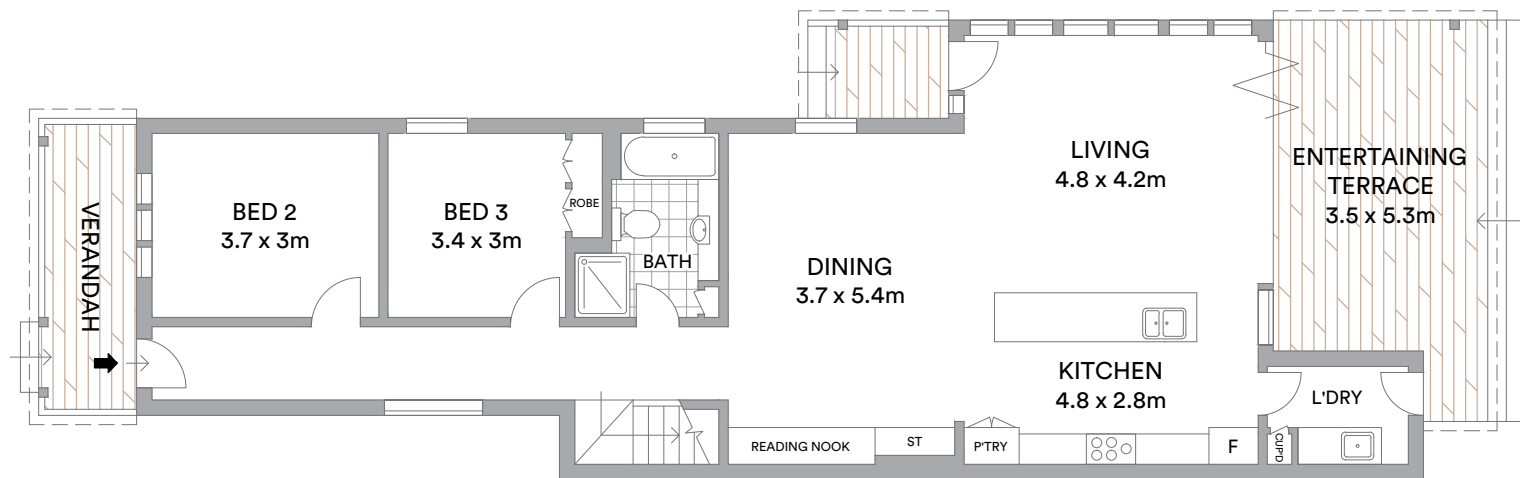 VERANDAH
BED 2
3.7 x 3m
BED 3
3.4 x 3m
ROBE
BATH
DINING
3.7 x 5.4m
LIVING
4.8 x 4.2m
ENTERTAINING
TERRACE
3.5 x 5.3m
KITCHEN
4.8 x 2.8m
L'DRY
READING NOOK
ST
P'TRY
F
CUP'D